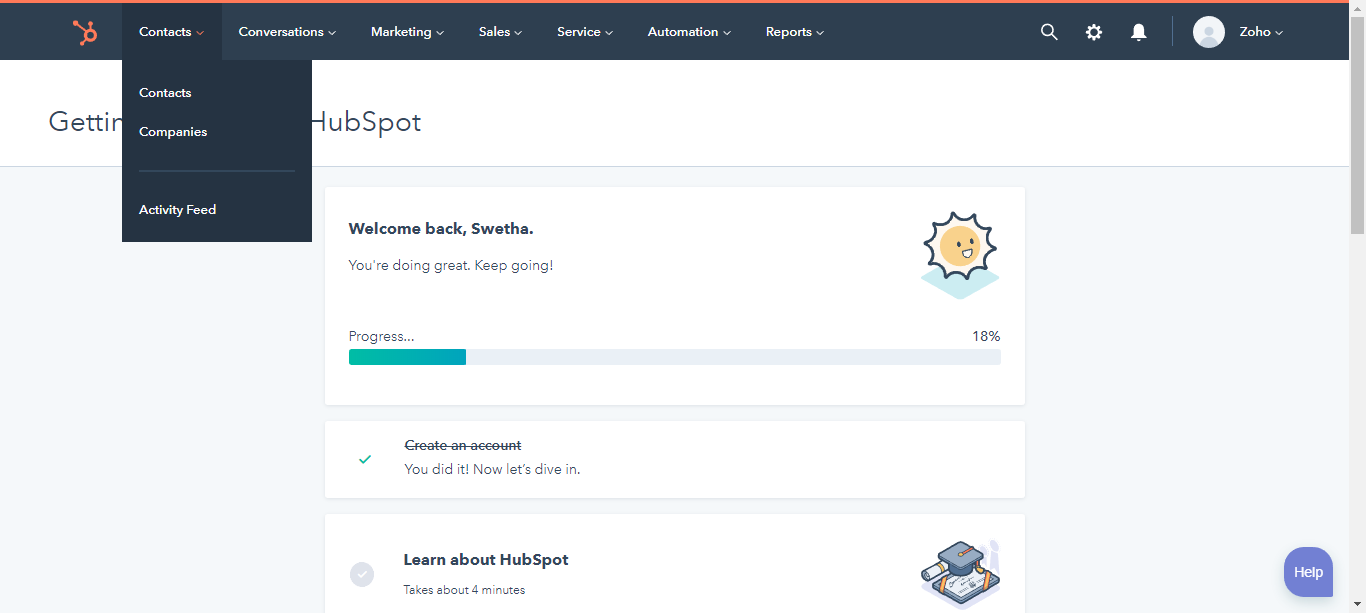 Contacts Conversations Marketing Sales Service Automation Reports Zoho
Contacts
Companies
Activity Feed
HubSpot
Welcome back, Swetha.
You're doing great. Keep going!
Progress... 18%
Create an account
You did it! Now let's dive in.
Learn about HubSpot
Takes about 4 minutes
Help